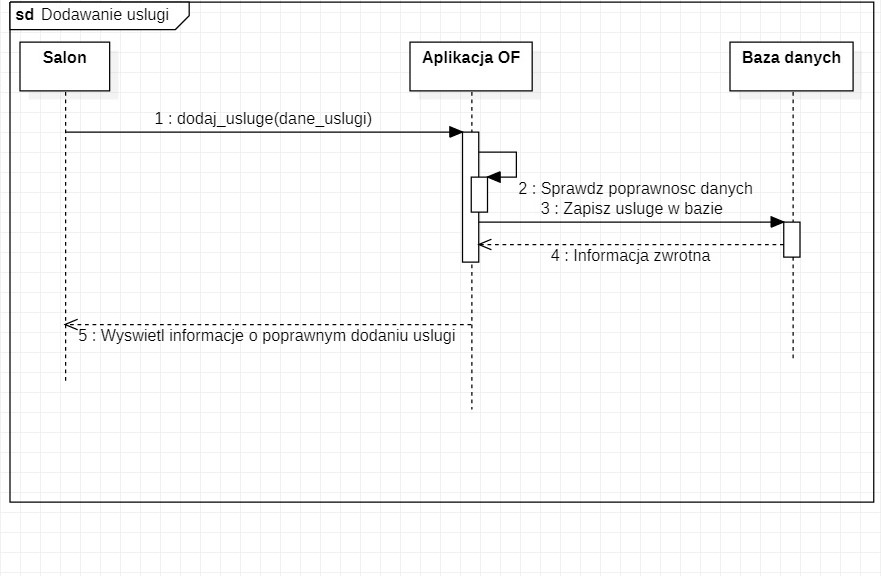 sd Dodawanie uslugi
Salon
Aplikacja OF
Baza danych
1 : dodaj_usluge(dane_uslugi)
2 : Sprawdz poprawnosc danych
3 : Zapisz usluge w bazie
4 : Informacja zwrotna
5 : Wyswietl informacje o poprawnym dodaniu uslugi